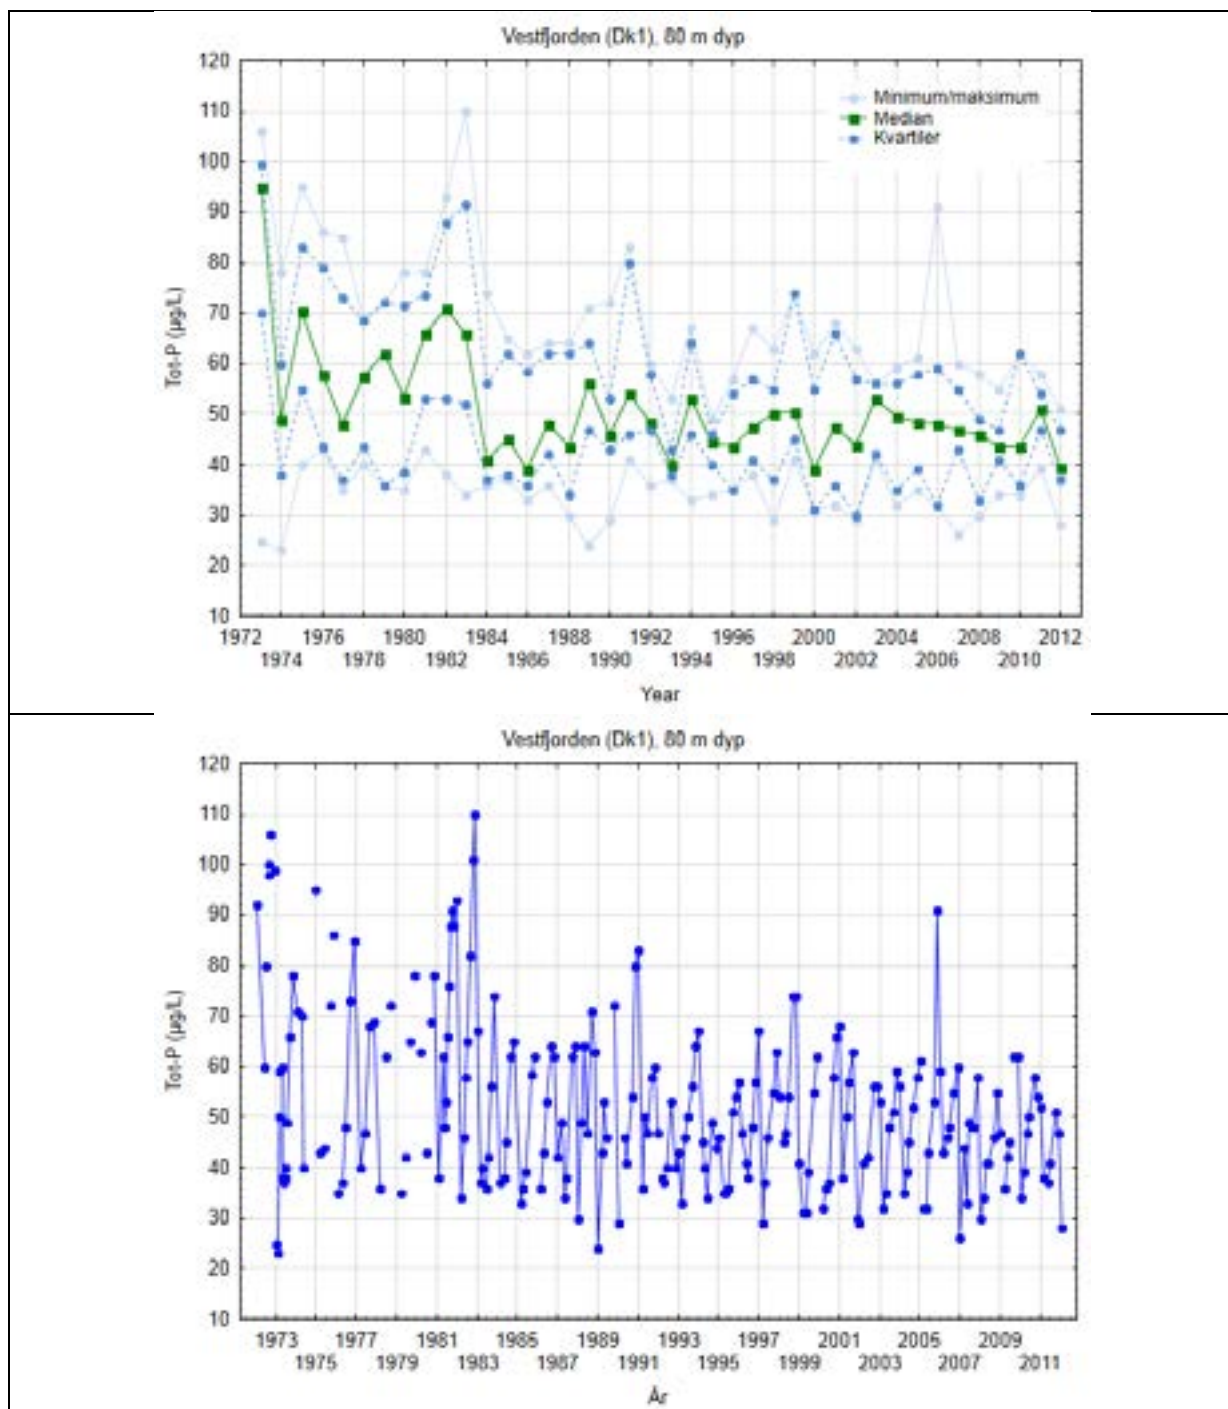 Vestfjorden (Dk1), 80 m dyp
Minimum/maksimum
Median
Kvartiler
120
110
100
90
80
70
60
50
40
30
20
10
Tot-P (µg/L)
1972 1976 1980 1984 1988 1992 1996 2000 2004 2008 2012
1974 1978 1982 1986 1990 1994 1998 2002 2006 2010
Year
Vestfjorden (Dk1), 80 m dyp
120
110
100
90
80
70
60
50
40
30
20
10
Tot-P (µg/L)
1973 1977 1981 1985 1989 1993 1997 2001 2005 2009
1975 1979 1983 1987 1991 1995 1999 2003 2007 2011
År